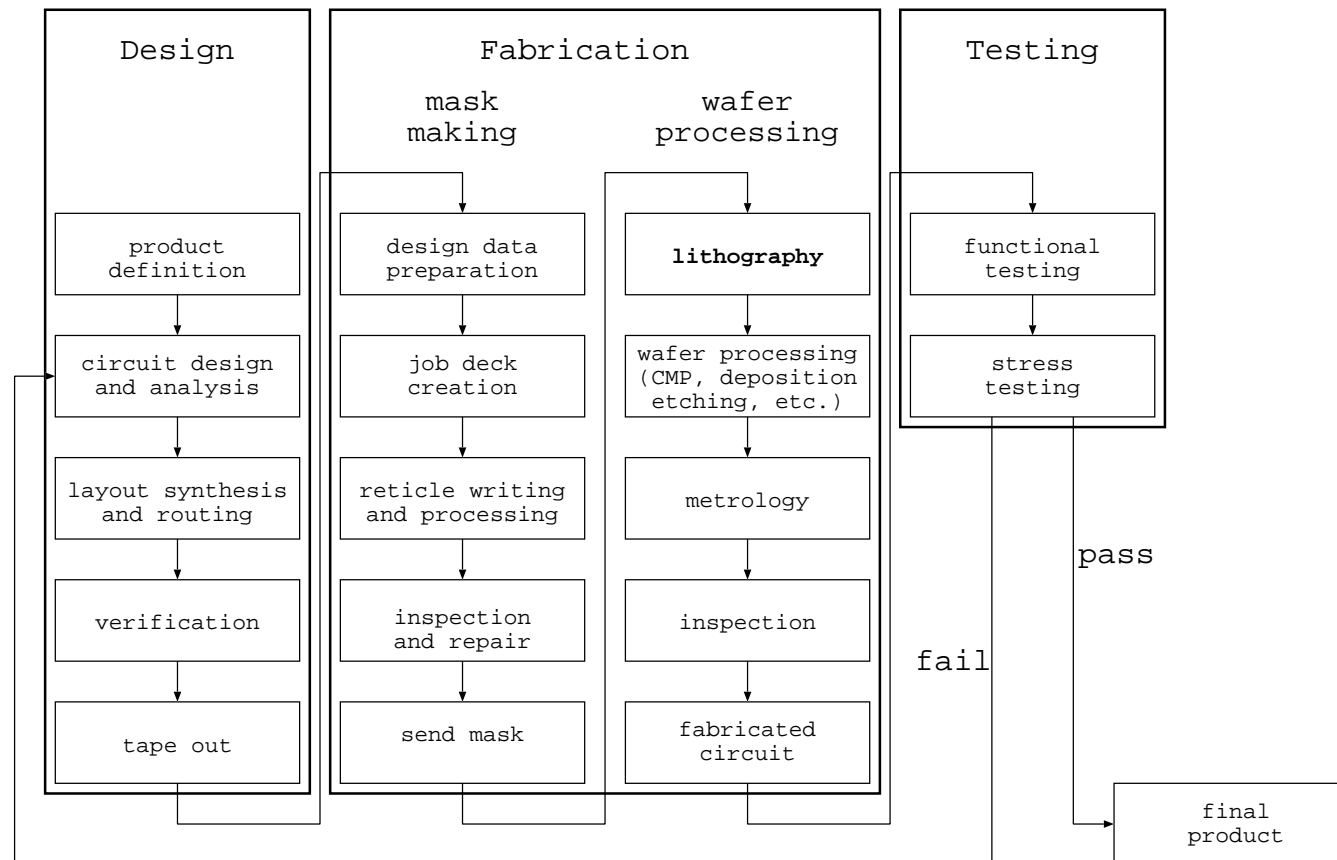 Design
product
definition
circuit design
and analysis
layout synthesis
and routing
verification
tape out
Fabrication
mask
making
design data
preparation
job deck
creation
reticle writing
and processing
inspection
and repair
send mask
wafer
processing
lithography
wafer processing
(CMP, deposition
etching, etc.)
metrology
inspection
fabricated
circuit
Testing
functional
testing
stress
testing
fail
pass
final
product